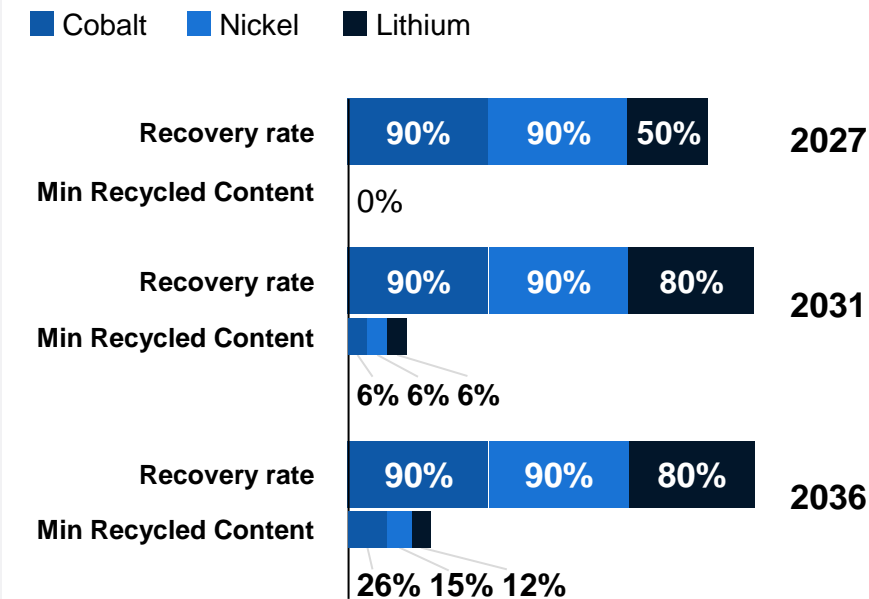 Cobalt Nickel Lithium
Recovery rate 90% 90% 50% 2027
Min Recycled Content 0%
Recovery rate 90% 90% 80% 2031
Min Recycled Content
6% 6% 6%
Recovery rate 90% 90% 80% 2036
Min Recycled Content
26% 15% 12%